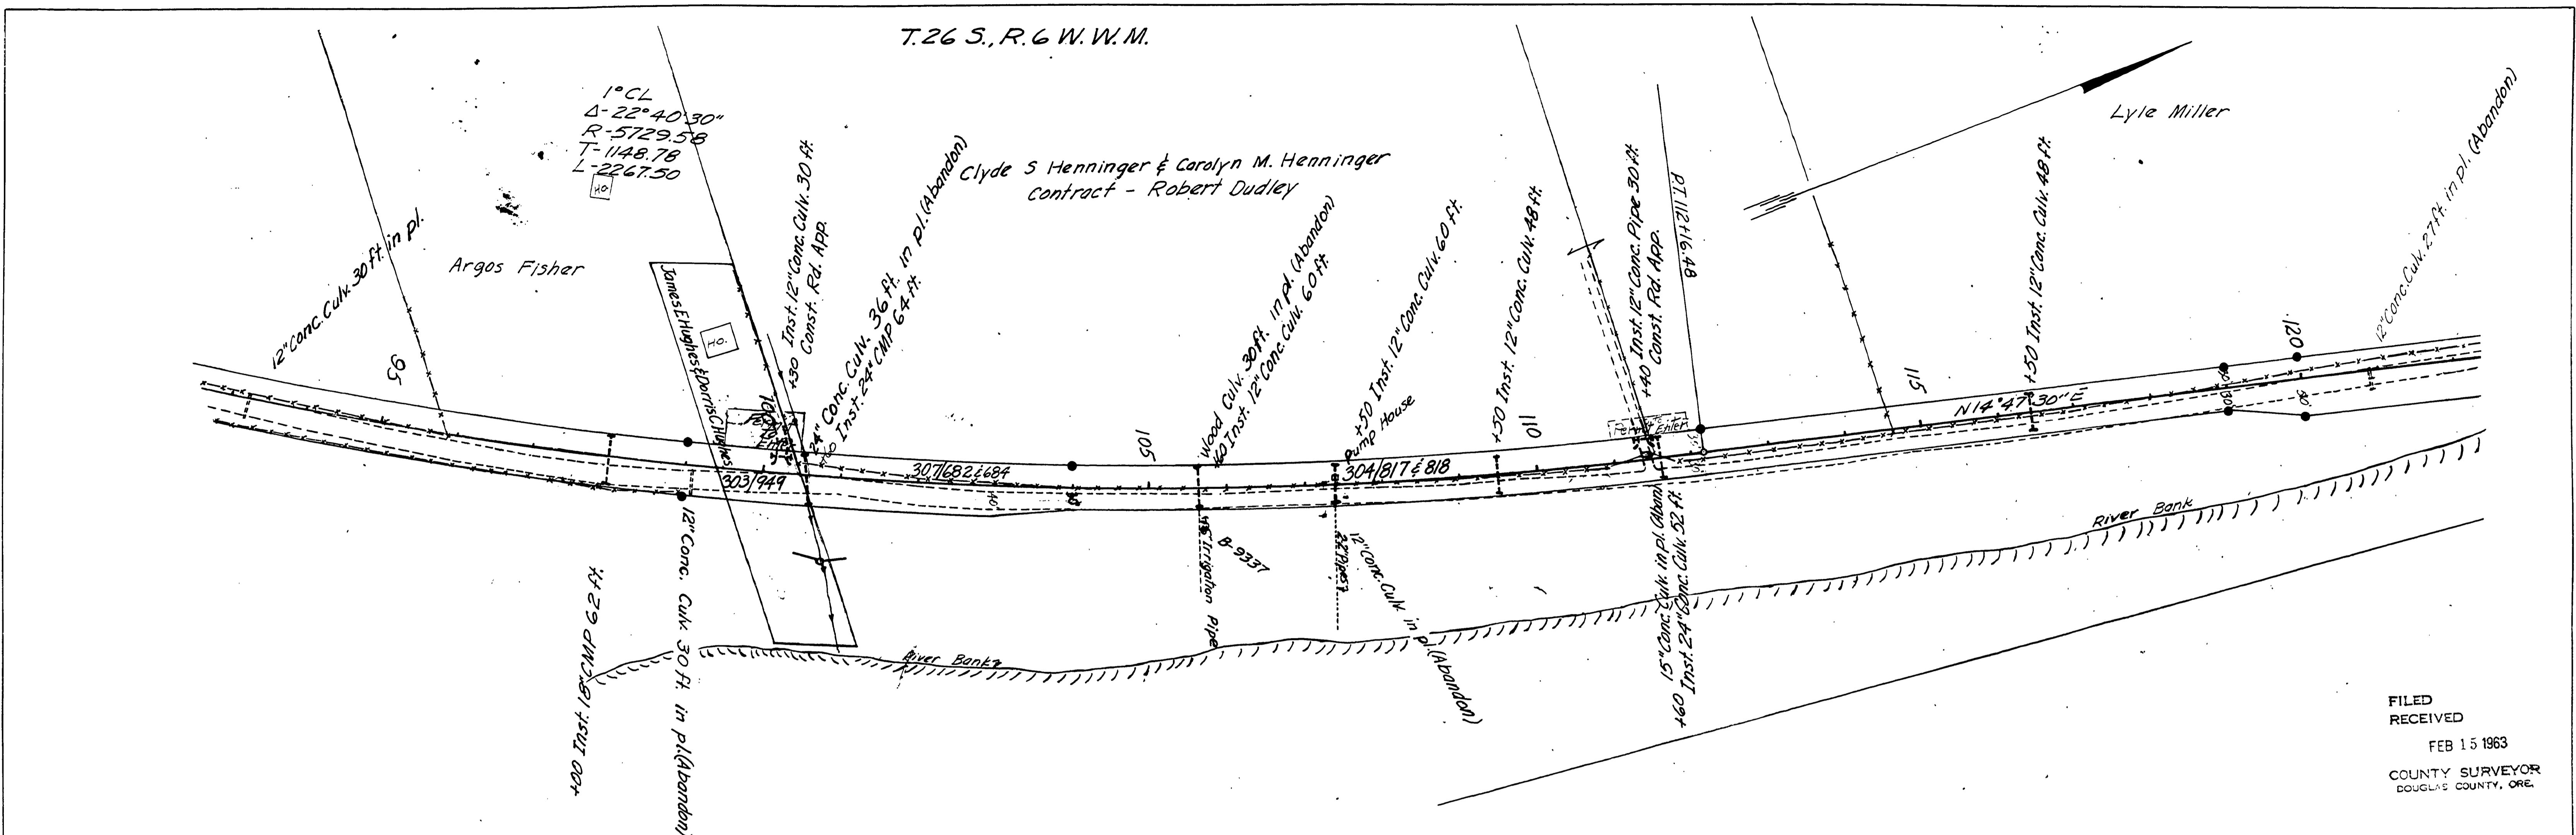 T. 26 S., R. 6 W. W. M.
1° CL
Δ-22°40'30"
R-5729.58
T-1148.78
L-2267.50
H.O.
12" Conc. Culv. 30 ft. in pl.
Argos Fisher
95
James E Hughes & Dorris C Hughes
H.O.
+30 Inst. 12" Conc. Culv. 30 ft.
Const. Rd. App.
24" Conc. Culv. 36 ft. in pl. (Abandon)
+60 Inst. 24" CMP 64 ft.
Clyde S Henninger & Carolyn M. Henninger
Contract - Robert Dudley
100
303/949
307/682 & 684
40
105
Wood Culv. 30 ft. in pl. (Abandon)
+60 Inst. 12" Conc. Culv. 60 ft.
+50 Inst. 12" Conc. Culv. 60 ft.
Pump House
304/817 & 818
+50 Inst. 12" Conc. Culv. 48 ft.
110
+40 Inst. 12" Conc. Pipe 30 ft.
Const. Rd. App.
P.T. 112+16.48
Permit Ehler
Lyle Miller
115
N 14° 47' 30" E
+50 Inst. 12" Conc. Culv. 48 ft.
120
12" Conc. Culv. 27 ft. in pl. (Abandon)
+00 Inst. 18" CMP 62 ft.
12" Conc. Culv. 30 ft. in pl. (Abandon)
River Bank
Irrigation Pipe
B-9337
12" Conc. Culv. in pl. (Abandon)
15" Conc. Culv. in pl. (Aban)
+60 Inst. 24" Conc. Culv. 52 ft.
River Bank
FILED
RECEIVED
FEB 15 1963
COUNTY SURVEYOR
DOUGLAS COUNTY, ORE.